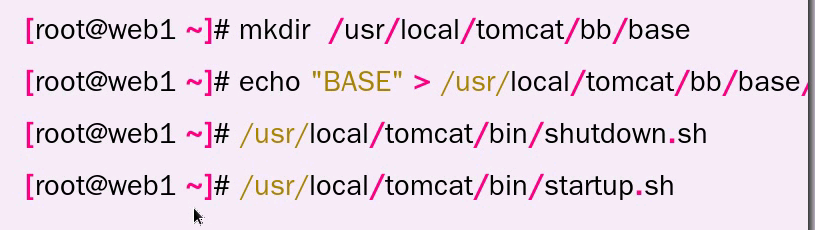 [root@web1 ~]# mkdir  /usr/local/tomcat/bb/base
[root@web1 ~]# echo "BASE" > /usr/local/tomcat/bb/base/
[root@web1 ~]# /usr/local/tomcat/bin/shutdown.sh
[root@web1 ~]# /usr/local/tomcat/bin/startup.sh